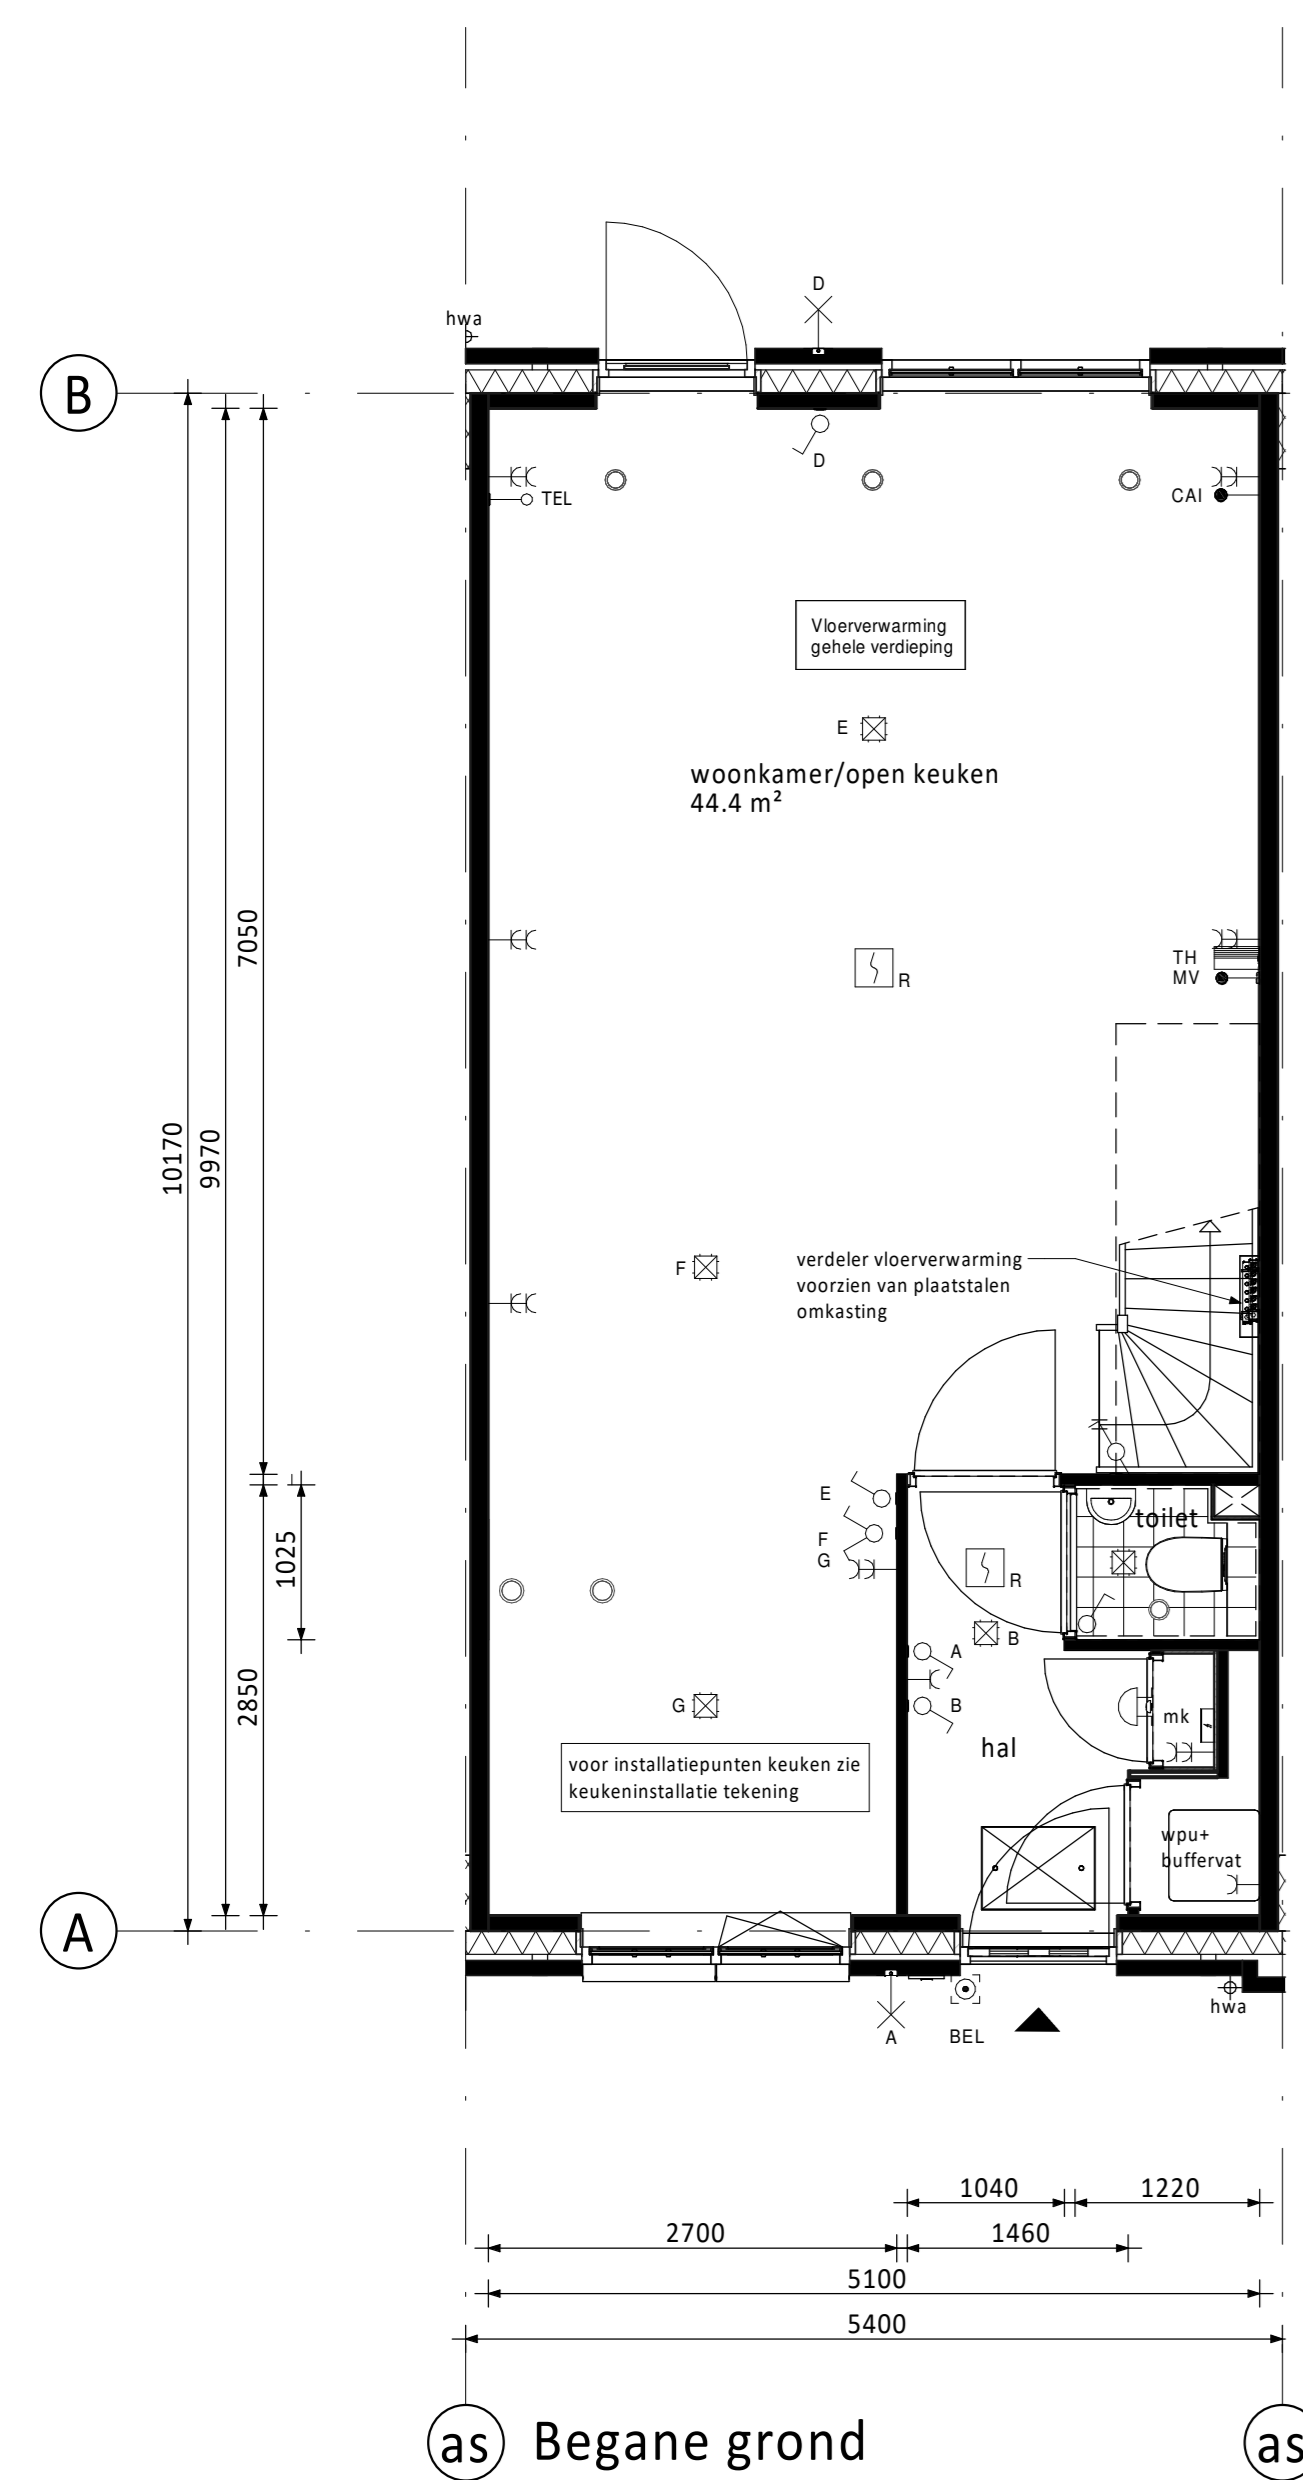 D
hwa
B
D
TEL
CAI
Vloerverwarming
gehele verdieping
E
woonkamer/open keuken
44.4 m²
7050
TH
MV
R
10170
9970
F
verdeler vloerverwarming
voorzien van plaatstalen
omkasting
E
F
G
toilet
1025
R
B
A
B
2850
G
mk
hal
voor installatiepunten keuken zie
keukeninstallatie tekening
wpu+
buffervat
A
hwa
A
BEL
1040
1220
2700
1460
5100
5400
as
Begane grond
as